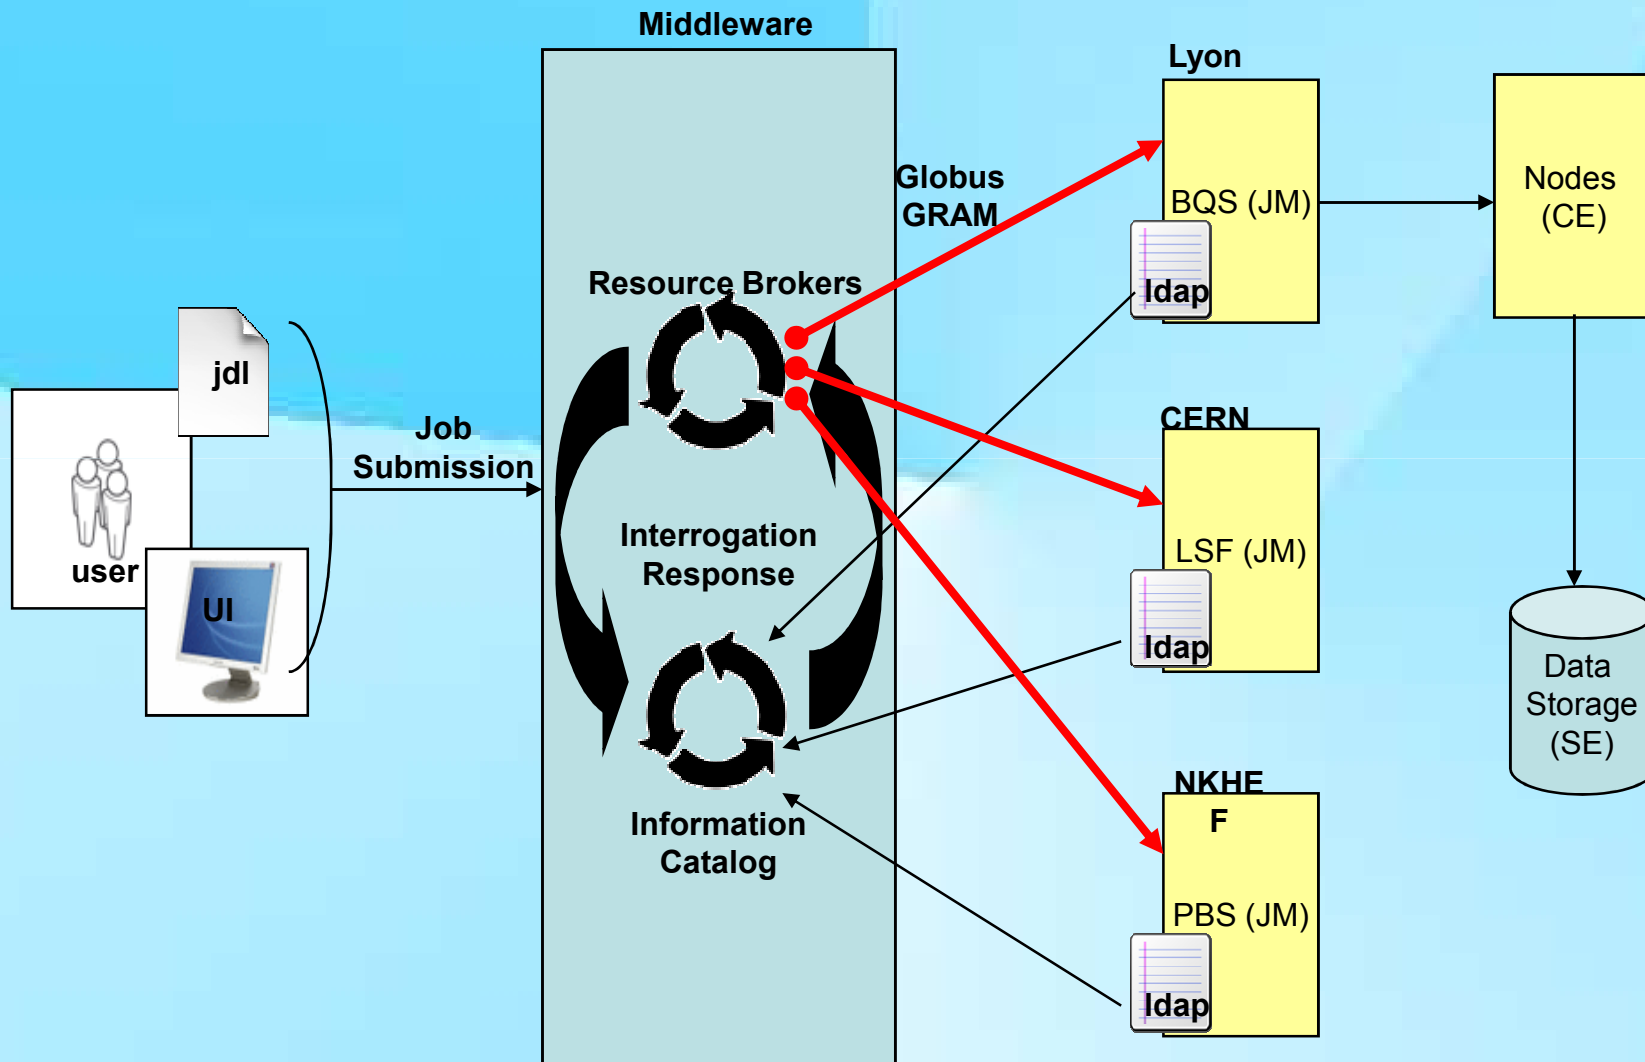 Middleware
Lyon
Globus
GRAM
BQS (JM)
ldap
Nodes
(CE)
Resource Brokers
jdl
Job
Submission
user
UI
Interrogation
Response
CERN
LSF (JM)
ldap
Data
Storage
(SE)
Information
Catalog
NKHE
F
PBS (JM)
ldap